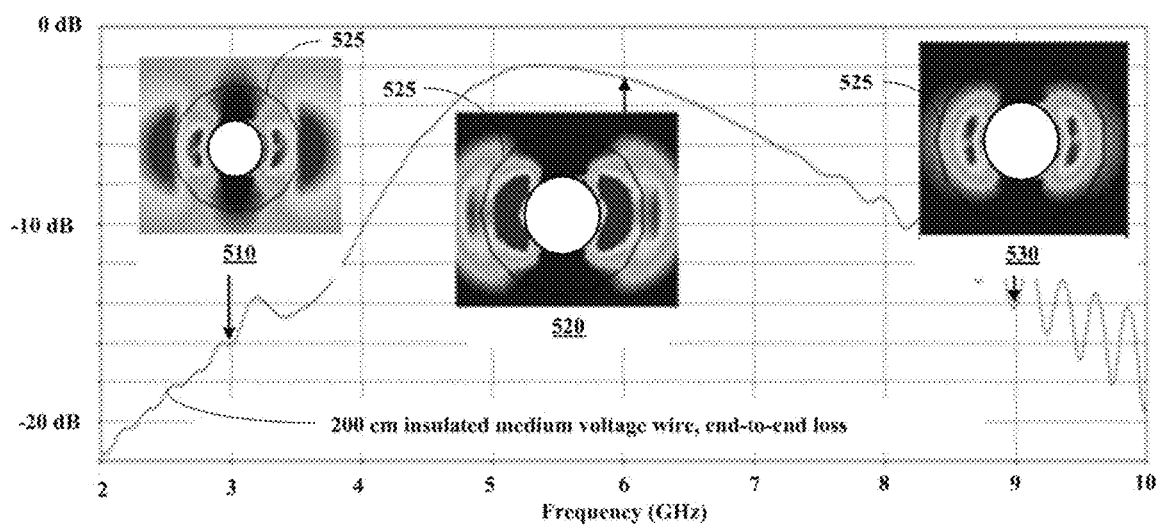 0 dB
525
525
525
-10 dB
510
520
530
-20 dB
200 cm insulated medium voltage wire, end-to-end loss
2 3 4 5 6 7 8 9 10
Frequency (GHz)